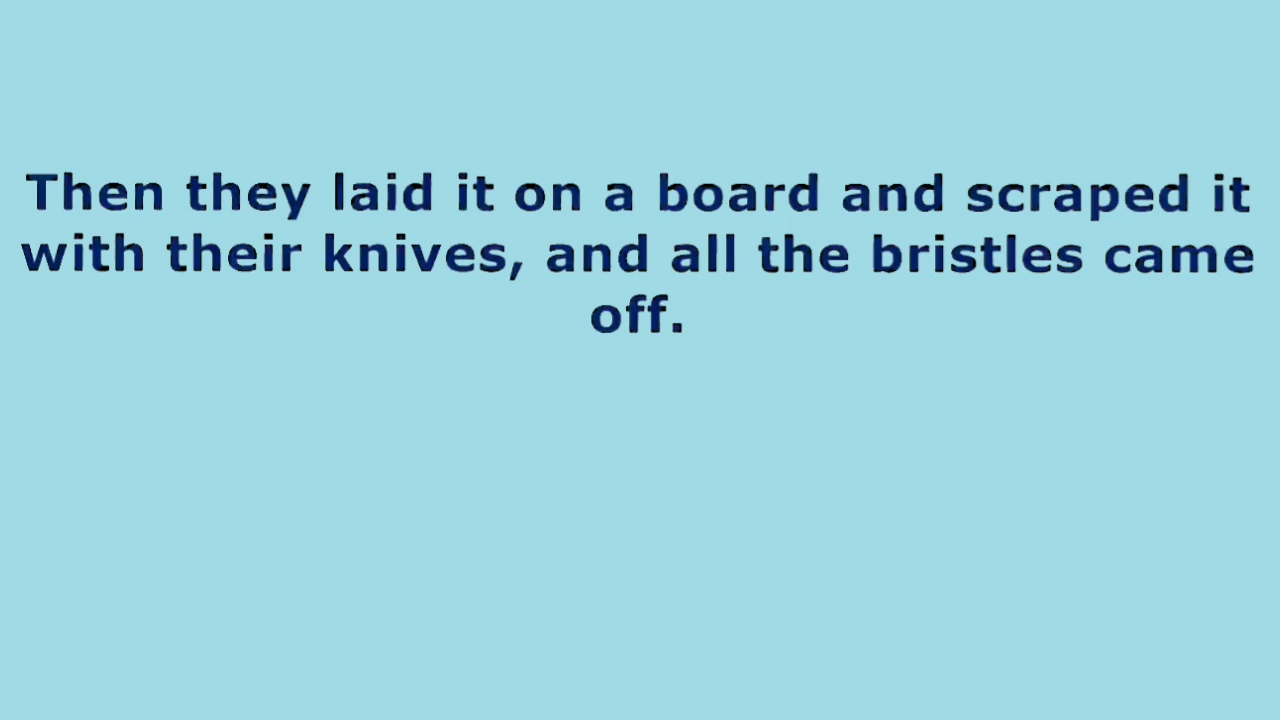 Then they laid it on a board and scraped it
with their knives, and all the bristles came
off.